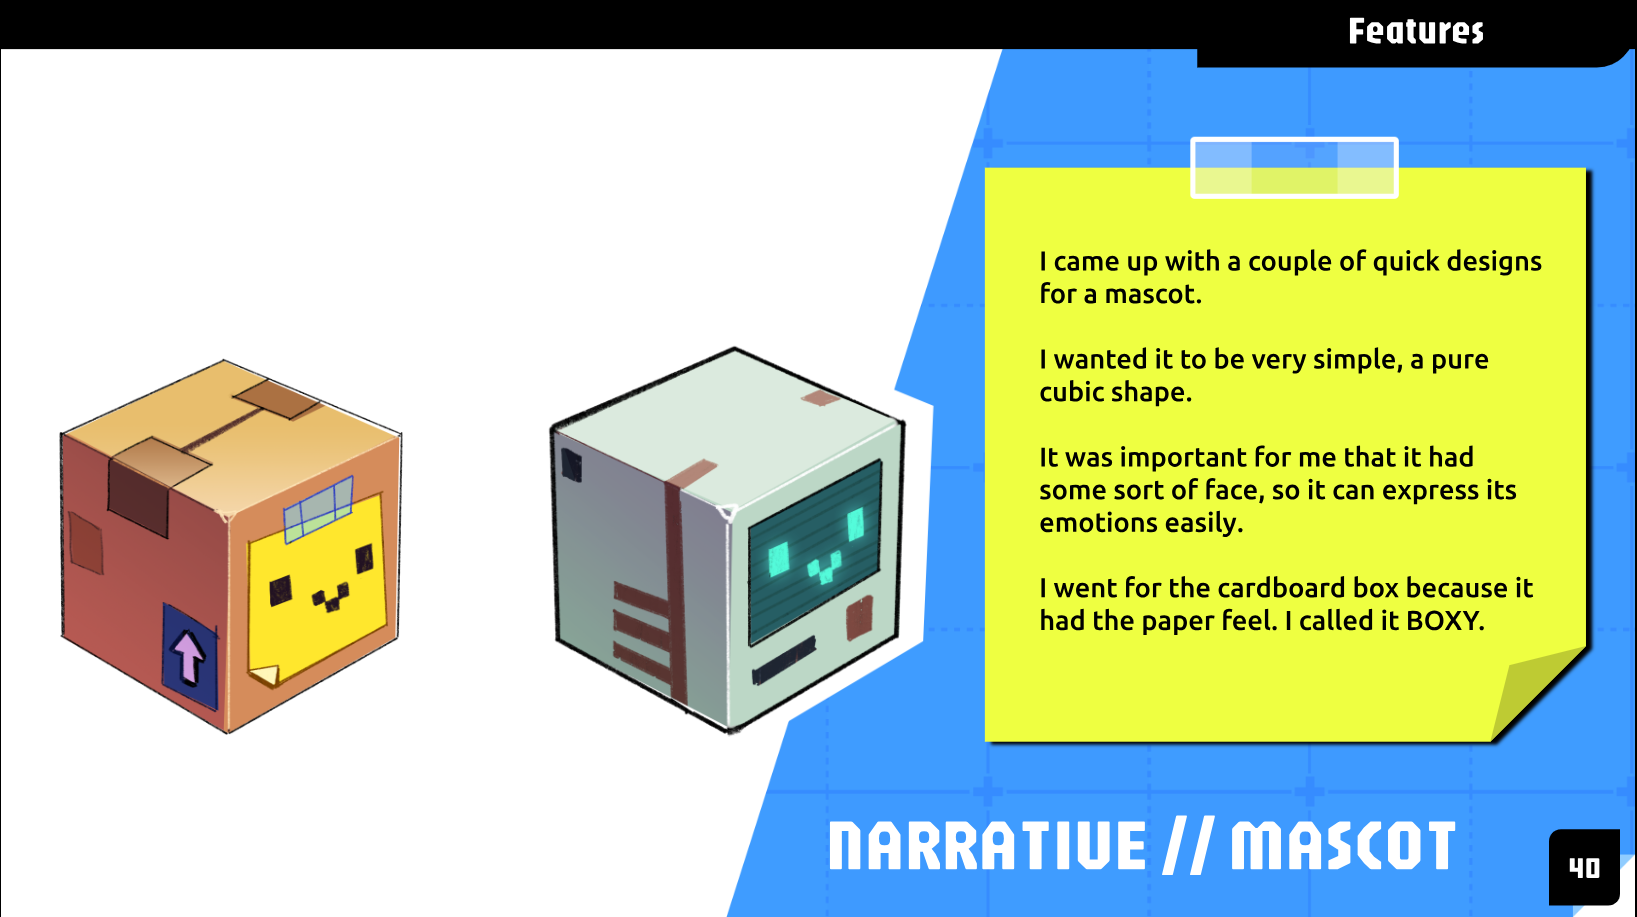 Features
I came up with a couple of quick designs
for a mascot.
I wanted it to be very simple, a pure
cubic shape.
It was important for me that it had
some sort of face, so it can express its
emotions easily.
I went for the cardboard box because it
had the paper feel. I called it BOXY.
NARRATIVE // MASCOT
40